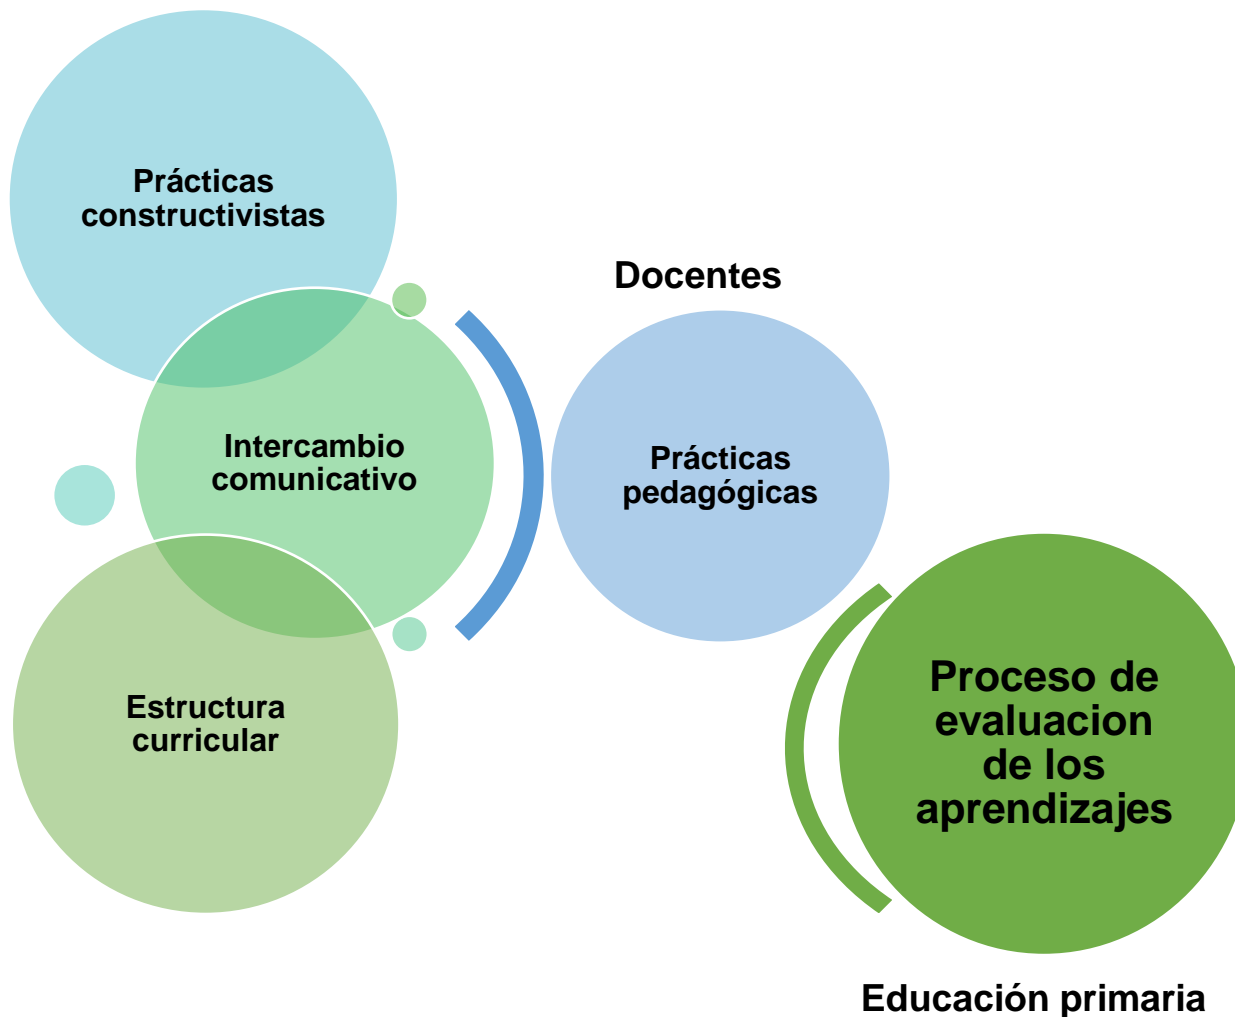 Prácticas
constructivistas
Docentes
Intercambio
comunicativo
Prácticas
pedagógicas
Estructura
curricular
Proceso de
evaluacion
de los
aprendizajes
Educación primaria